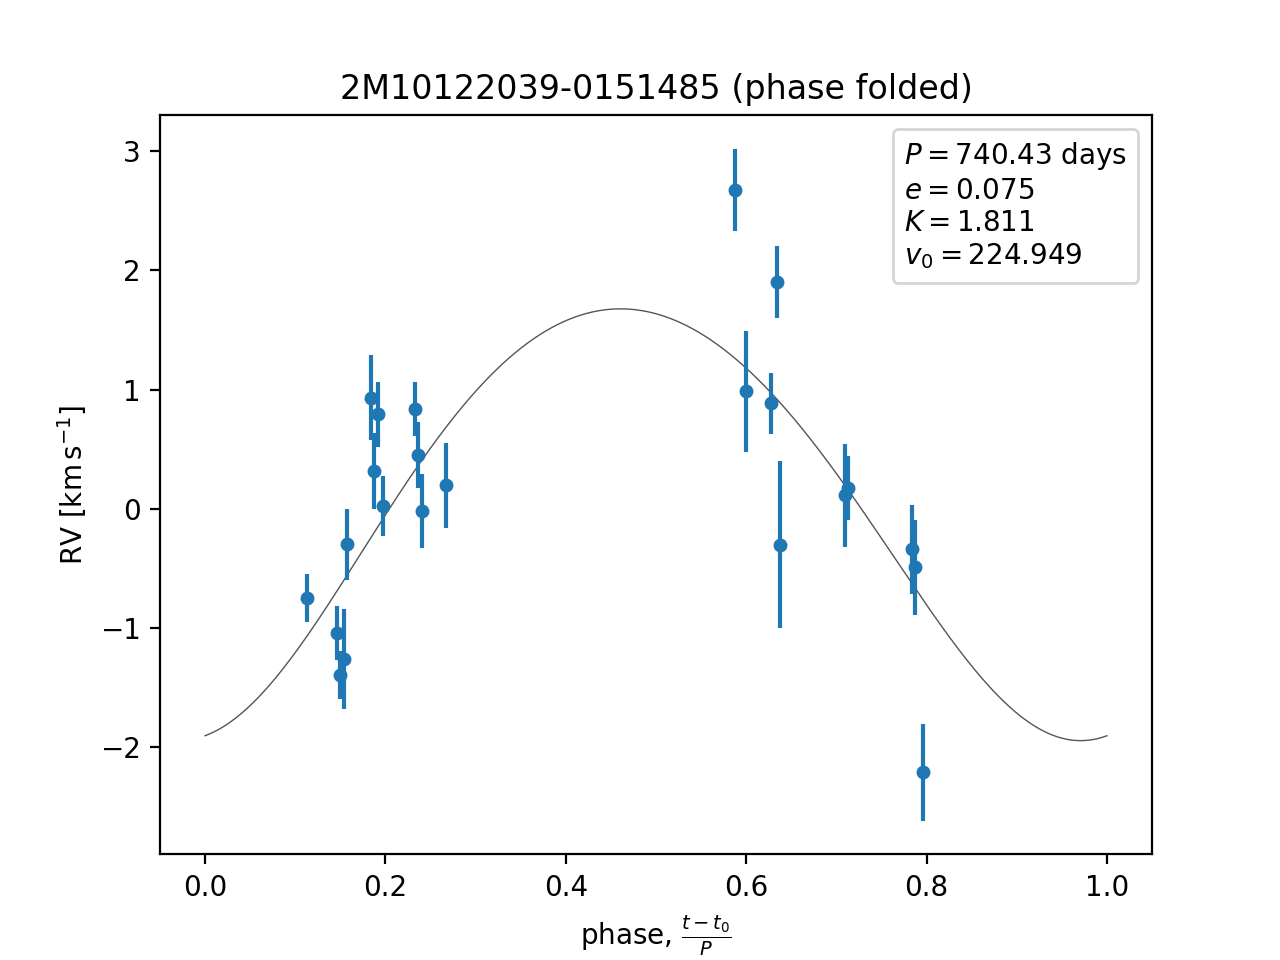 2M10122039-0151485 (phase folded)
P = 740.43 days
e = 0.075
K = 1.811
v₀ = 224.949
3
2
1
0
−1
−2
RV [km s⁻¹]
0.0 0.2 0.4 0.6 0.8 1.0
phase, (t − t₀)/P